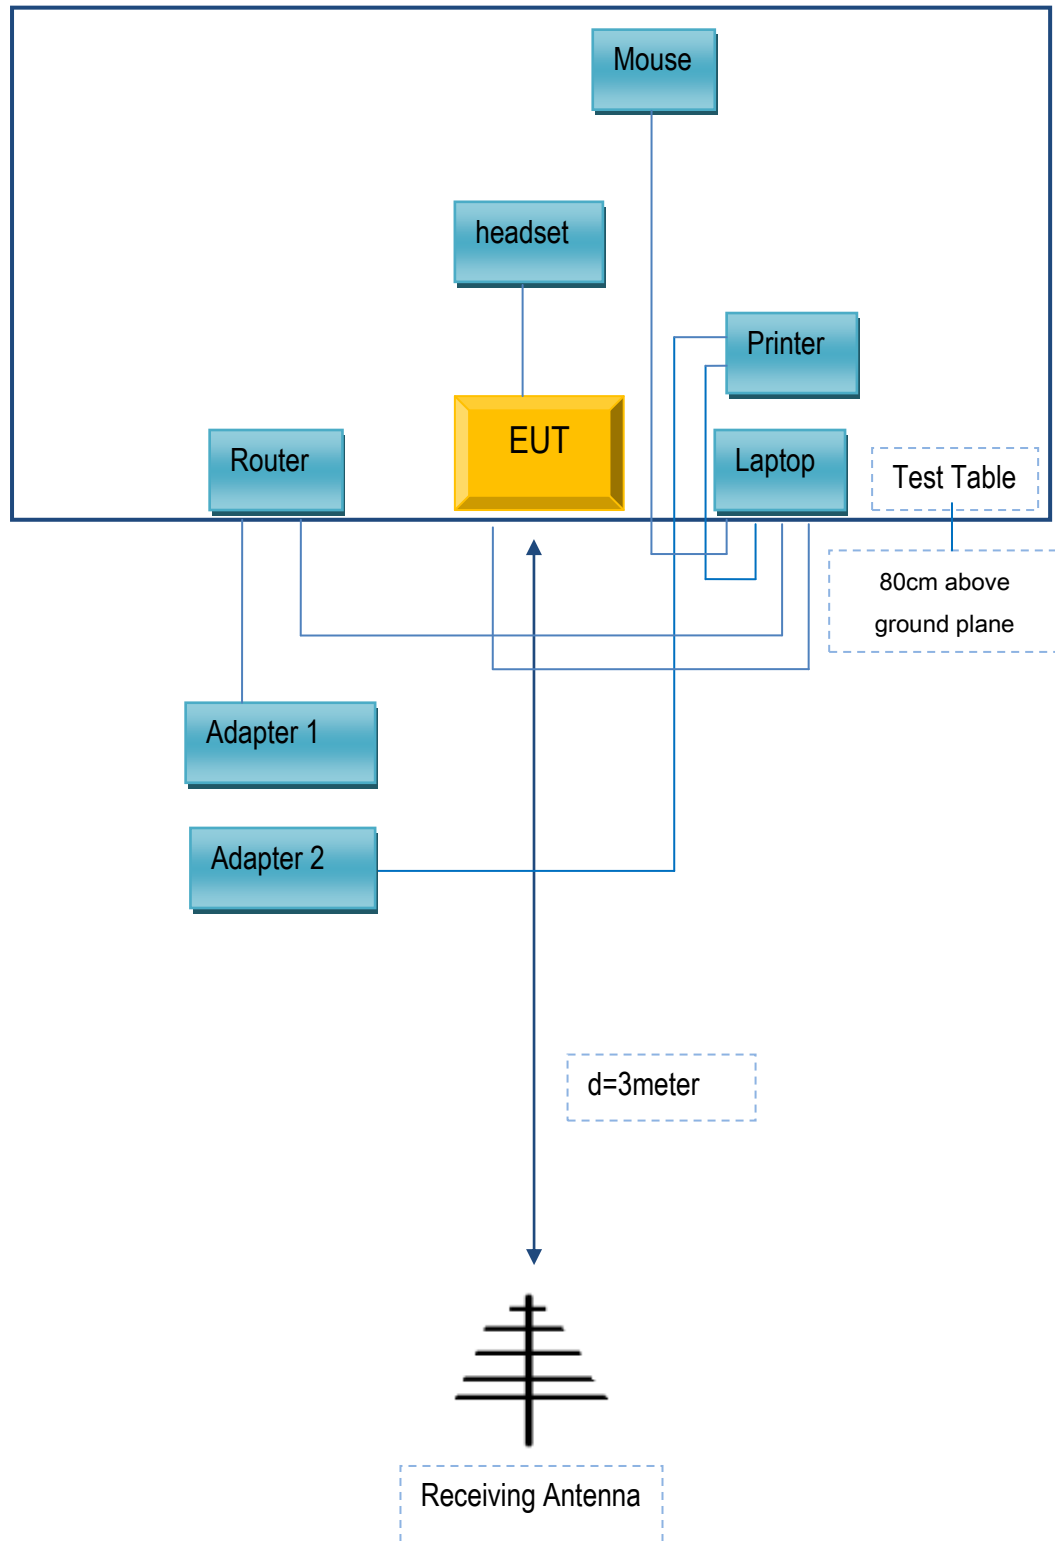 Mouse
headset
Printer
Router
EUT
Laptop
Test Table
80cm above
ground plane
Adapter 1
Adapter 2
d=3meter
Receiving Antenna